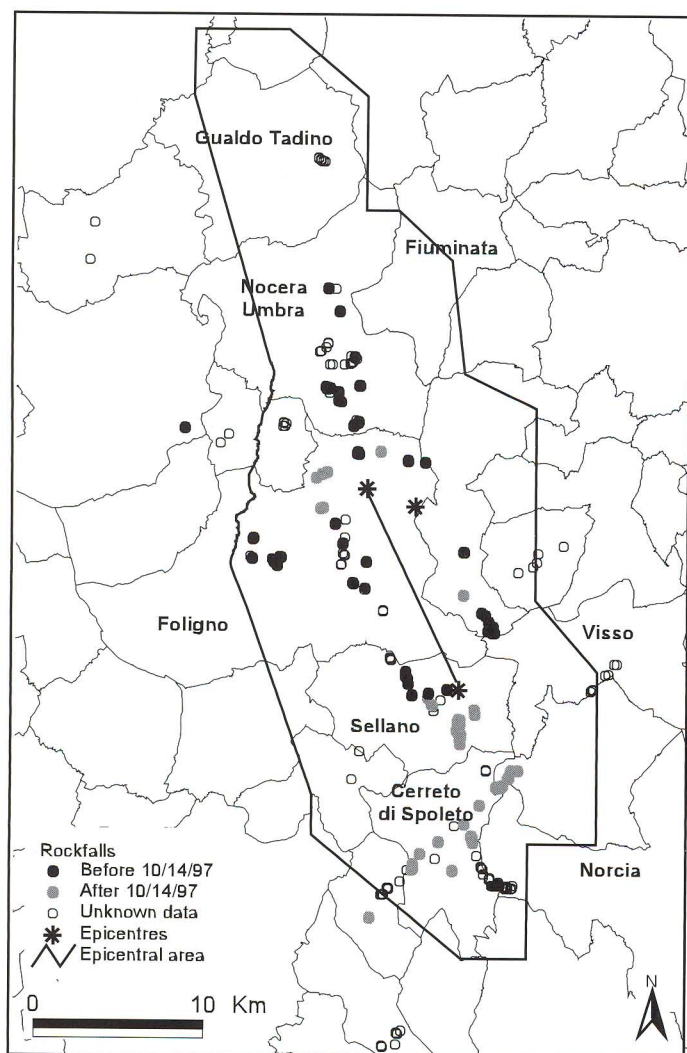 Gualdo Tadino
Fiuminata
Nocera
Umbra
Foligno
Visso
Sellano
Cerreto
di Spoleto
Norcia
Rockfalls
Before 10/14/97
After 10/14/97
Unknown data
Epicentres
Epicentral area
0 10 Km
N